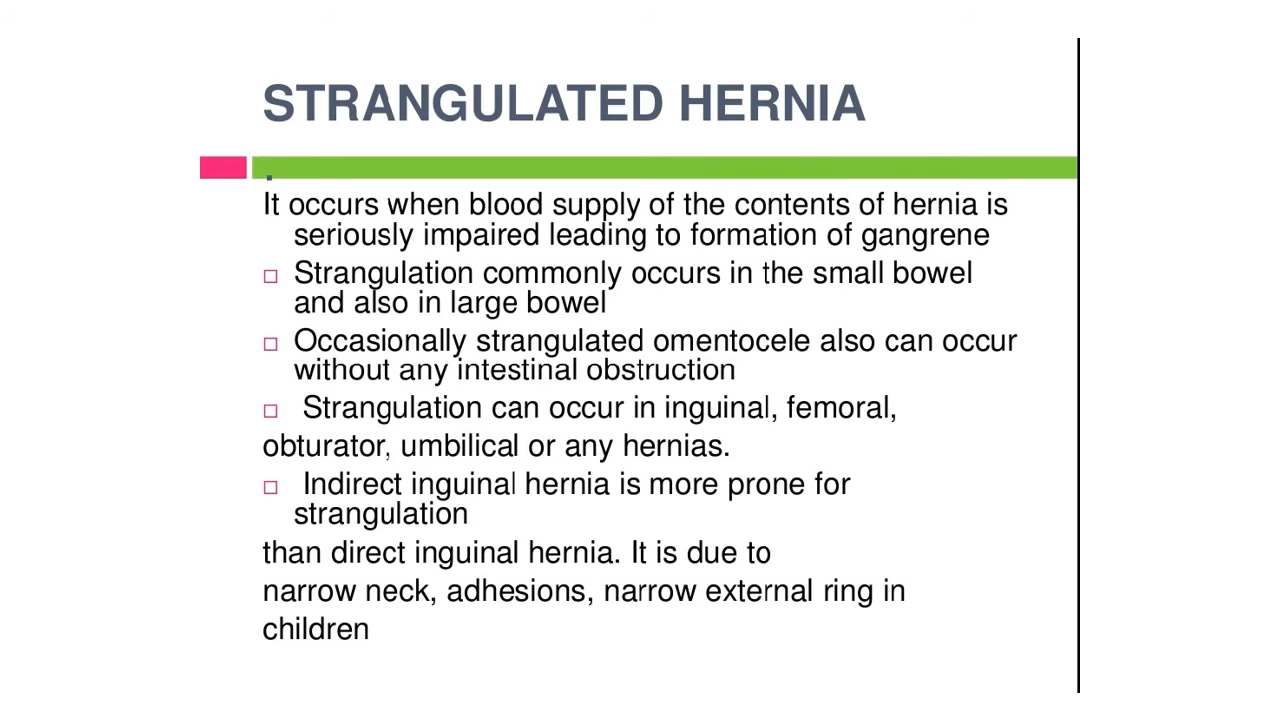 STRANGULATED HERNIA
.
It occurs when blood supply of the contents of hernia is
seriously impaired leading to formation of gangrene
□ Strangulation commonly occurs in the small bowel
and also in large bowel
□ Occasionally strangulated omentocele also can occur
without any intestinal obstruction
□ Strangulation can occur in inguinal, femoral,
obturator, umbilical or any hernias.
□ Indirect inguinal hernia is more prone for
strangulation
than direct inguinal hernia. It is due to
narrow neck, adhesions, narrow external ring in
children